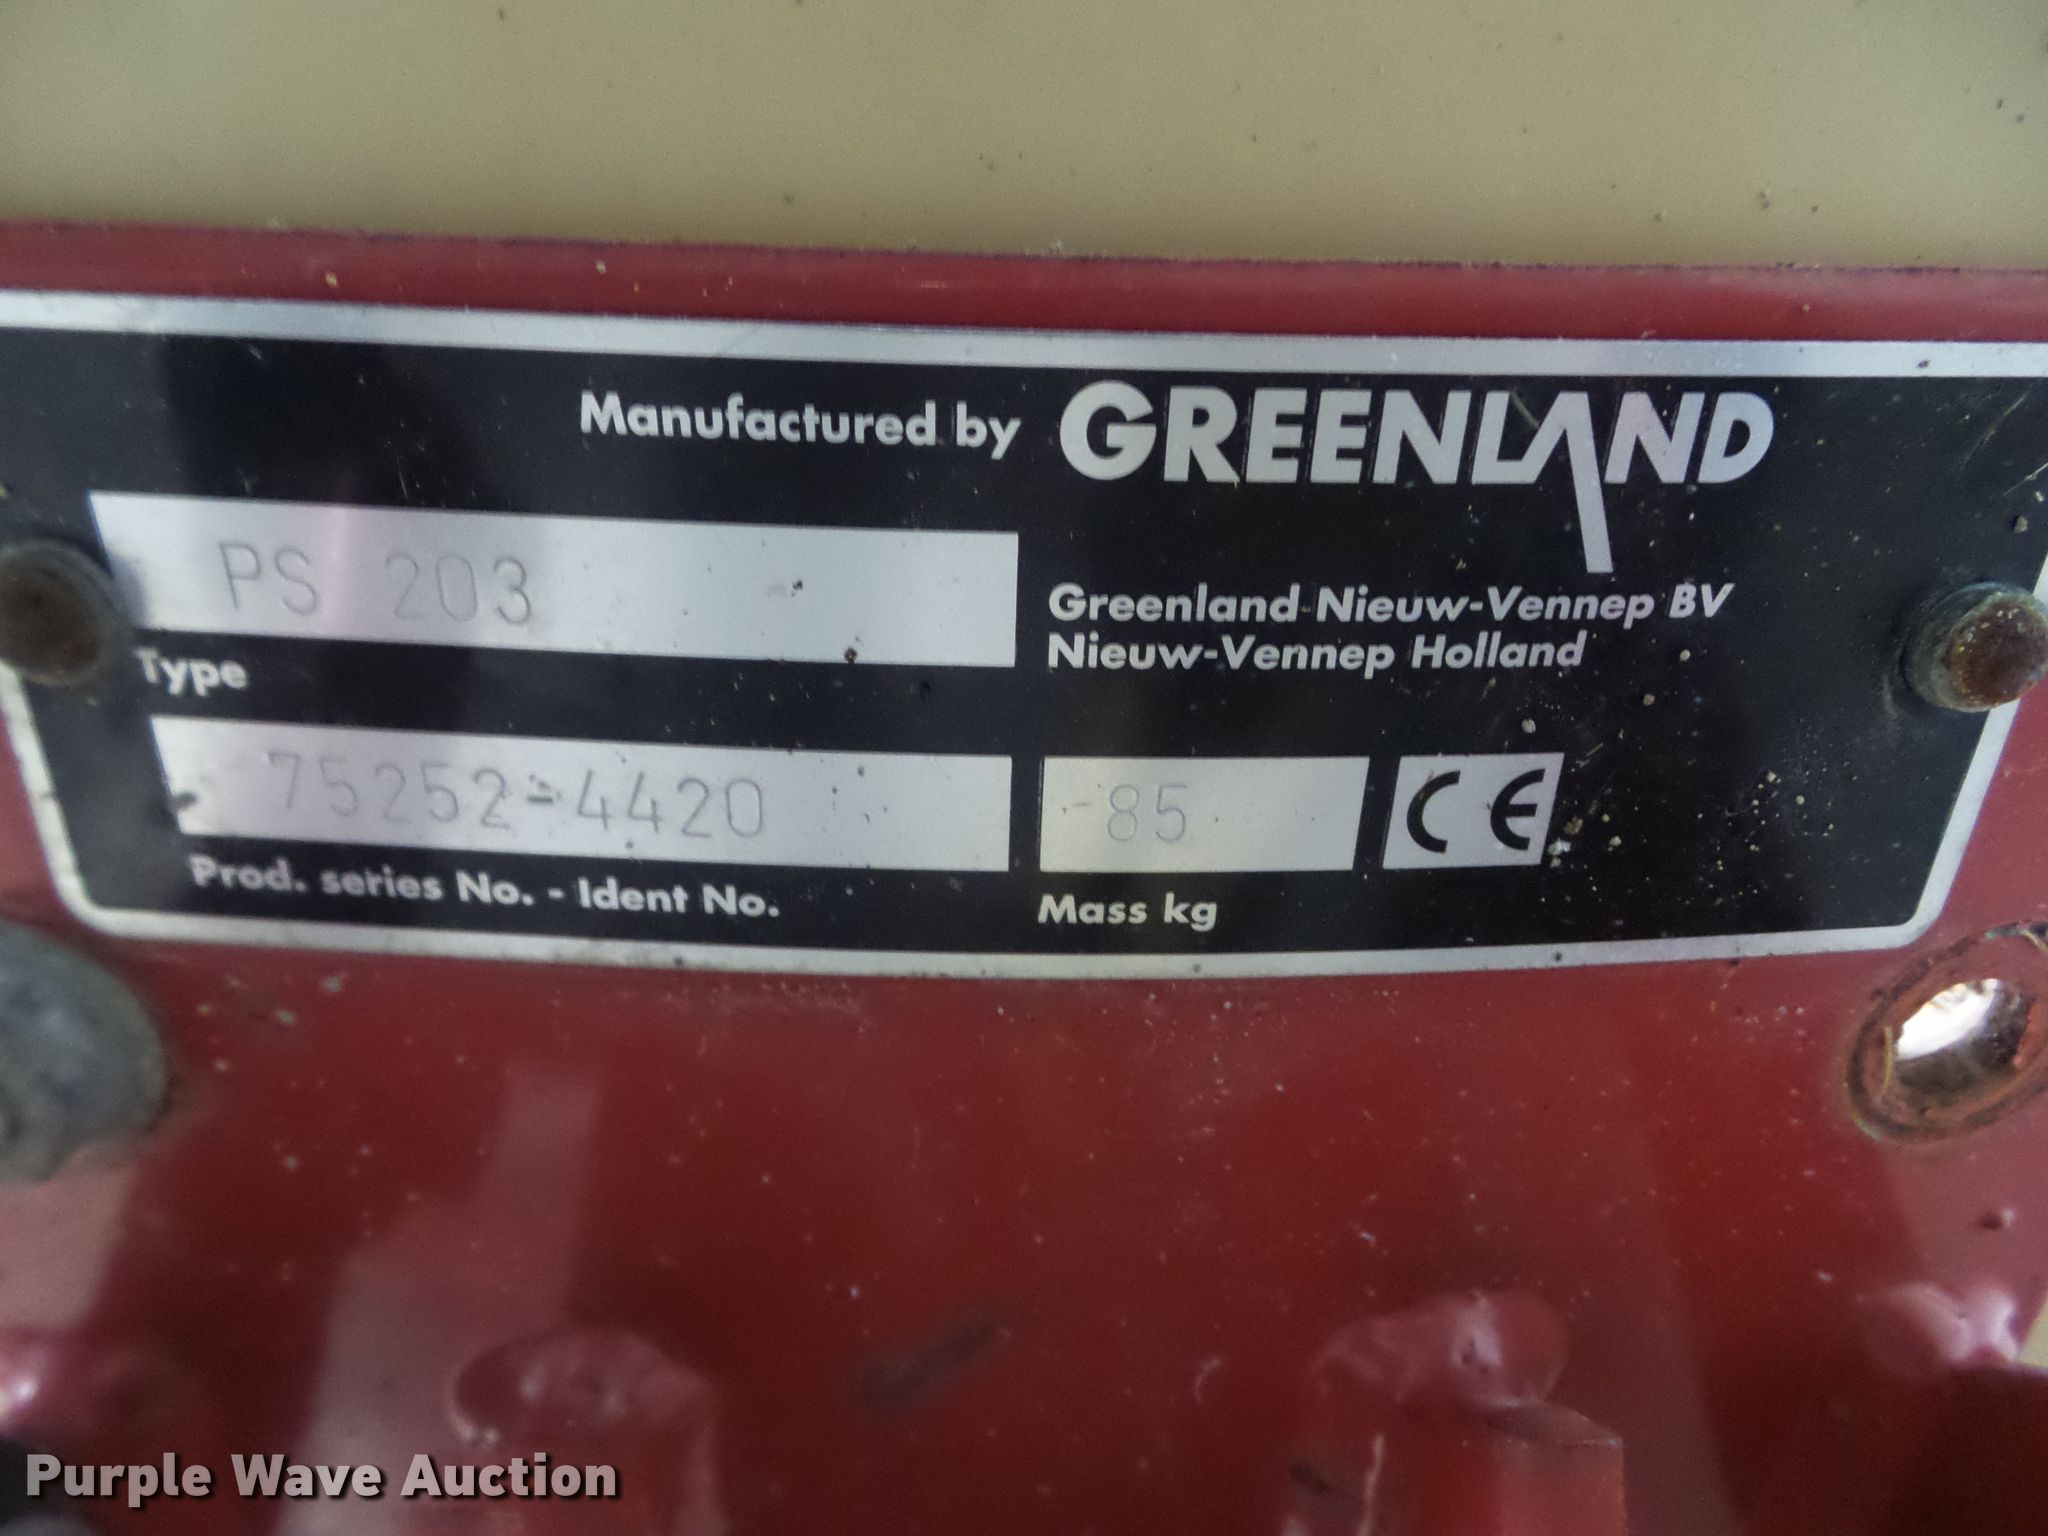 Manufactured by GREENLAND
PS 203
Type
Greenland Nieuw-Vennep BV
Nieuw-Vennep Holland
75252-4420
Prod. series No. - Ident No.
85
Mass kg
CE
Purple Wave Auction